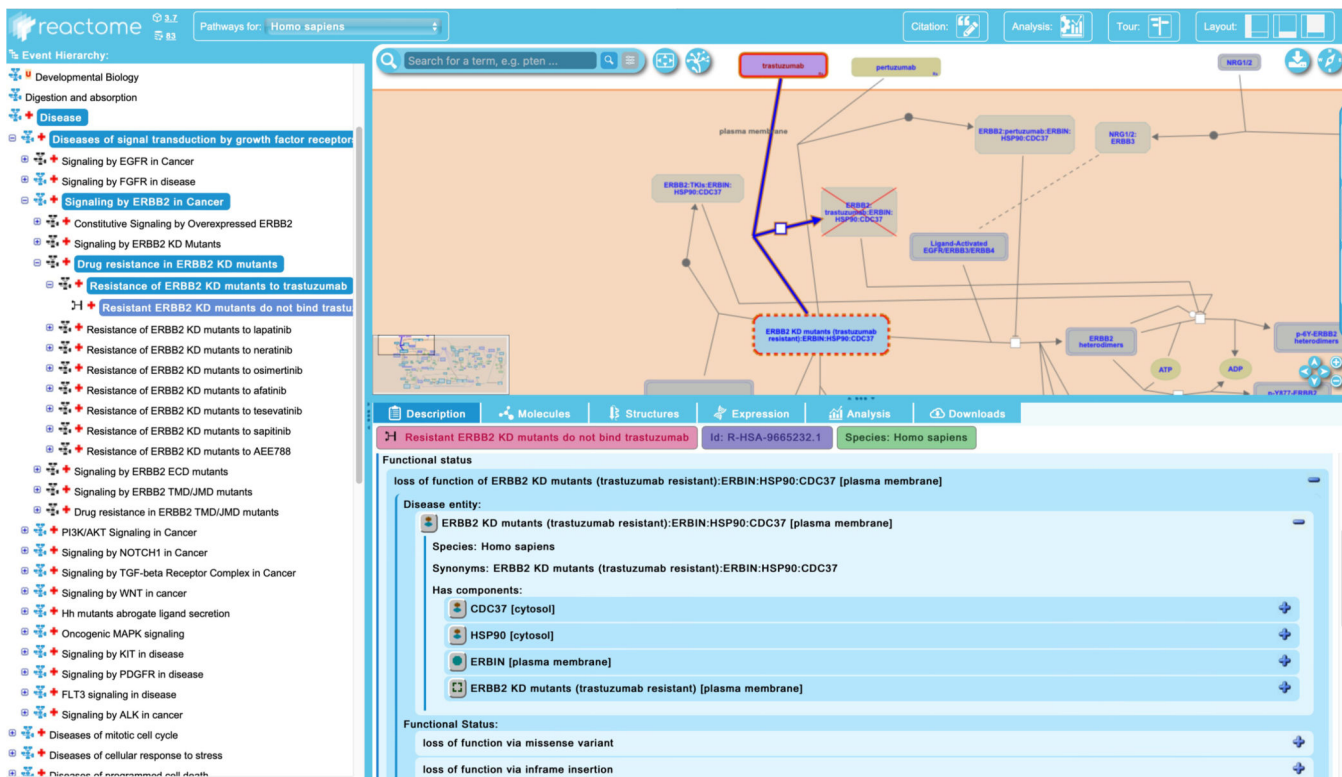 reactome
3.7
83
Pathways for: Homo sapiens
Citation:
Analysis:
Tour:
Layout:
Event Hierarchy:
Developmental Biology
Digestion and absorption
Disease
Diseases of signal transduction by growth factor receptor
Signaling by EGFR in Cancer
Signaling by FGFR in disease
Signaling by ERBB2 in Cancer
Constitutive Signaling by Overexpressed ERBB2
Signaling by ERBB2 KD Mutants
Drug resistance in ERBB2 KD mutants
Resistance of ERBB2 KD mutants to trastuzumab
Resistant ERBB2 KD mutants do not bind trastu
Resistance of ERBB2 KD mutants to lapatinib
Resistance of ERBB2 KD mutants to neratinib
Resistance of ERBB2 KD mutants to osimertinib
Resistance of ERBB2 KD mutants to afatinib
Resistance of ERBB2 KD mutants to tesevatinib
Resistance of ERBB2 KD mutants to sapitinib
Resistance of ERBB2 KD mutants to AEE788
Signaling by ERBB2 ECD mutants
Signaling by ERBB2 TMD/JMD mutants
Drug resistance in ERBB2 TMD/JMD mutants
PI3K/AKT Signaling in Cancer
Signaling by NOTCH1 in Cancer
Signaling by TGF-beta Receptor Complex in Cancer
Signaling by WNT in cancer
Hh mutants abrogate ligand secretion
Oncogenic MAPK signaling
Signaling by KIT in disease
Signaling by PDGFR in disease
FLT3 signaling in disease
Signaling by ALK in cancer
Diseases of mitotic cell cycle
Diseases of cellular response to stress
Diseases of programmed cell death
Search for a term, e.g. pten ...
trastuzumab
Rx
pertuzumab
Rx
NRG1/2
plasma membrane
ERBB2:pertuzumab:ERBIN:
HSP90:CDC37
NRG1/2:
ERBB3
ERBB2:TKIs:ERBIN:
HSP90:CDC37
ERBB2:
trastuzumab:ERBIN:
HSP90:CDC37
Ligand-Activated
EGFR/ERBB3/ERBB4
ERBB2 KD mutants (trastuzumab
resistant):ERBIN:HSP90:CDC37
ERBB2
heterodimers
p-6Y-ERBB2
heterodimers
ATP
ADP
p-Y877-ERBB2
Description
Molecules
Structures
Expression
Analysis
Downloads
Resistant ERBB2 KD mutants do not bind trastuzumab
Id: R-HSA-9665232.1
Species: Homo sapiens
Functional status
loss of function of ERBB2 KD mutants (trastuzumab resistant):ERBIN:HSP90:CDC37 [plasma membrane]
Disease entity:
ERBB2 KD mutants (trastuzumab resistant):ERBIN:HSP90:CDC37 [plasma membrane]
Species: Homo sapiens
Synonyms: ERBB2 KD mutants (trastuzumab resistant):ERBIN:HSP90:CDC37
Has components:
CDC37 [cytosol]
HSP90 [cytosol]
ERBIN [plasma membrane]
ERBB2 KD mutants (trastuzumab resistant) [plasma membrane]
Functional Status:
loss of function via missense variant
loss of function via inframe insertion